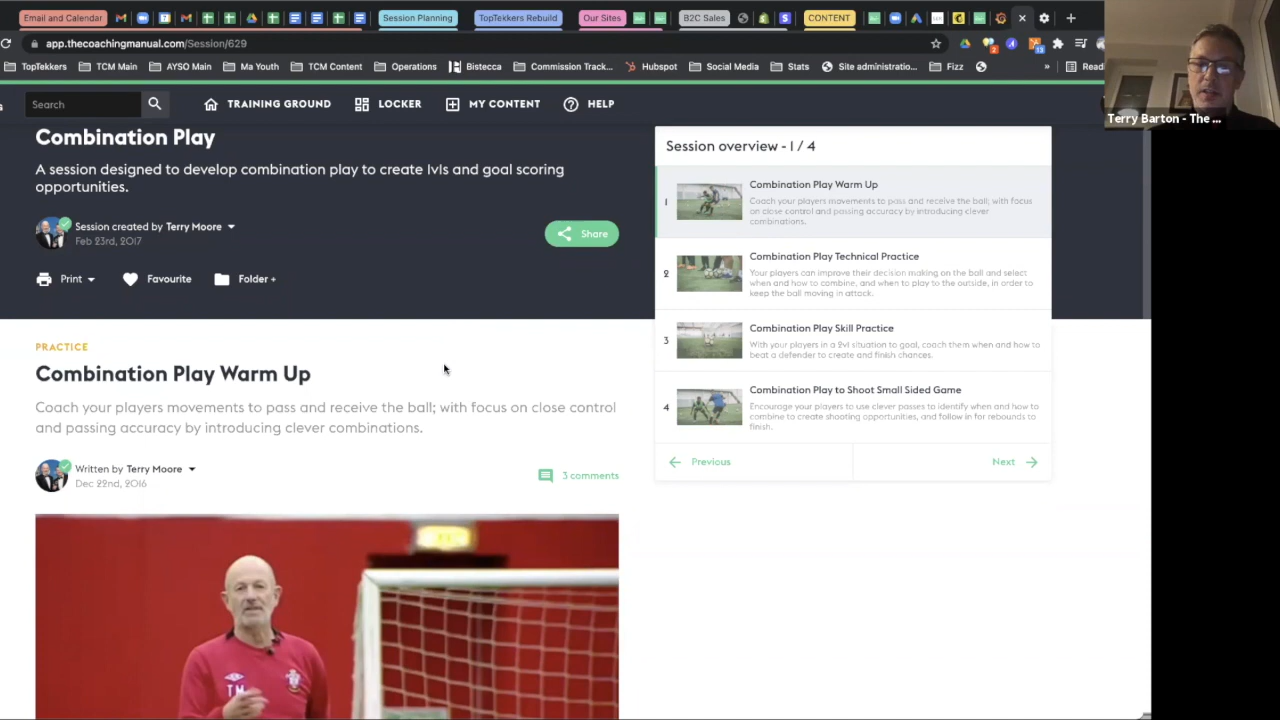 Email and Calendar
Session Planning
TopTekkers Rebuild
Our Sites
B2C Sales
CONTENT
app.thecoachingmanual.com/Session/629
TopTekkers
TCM Main
AYSO Main
Ma Youth
TCM Content
Operations
Bistecca
Commission Track...
Hubspot
Social Media
Stats
Site administratio...
Fizz
»
Read
Search
TRAINING GROUND
LOCKER
MY CONTENT
HELP
Terry Barton - The ...
Combination Play
A session designed to develop combination play to create 1v1s and goal scoring
opportunities.
Session created by Terry Moore
Feb 23rd, 2017
Share
Print
Favourite
Folder +
PRACTICE
Combination Play Warm Up
Coach your players movements to pass and receive the ball; with focus on close control
and passing accuracy by introducing clever combinations.
Written by Terry Moore
Dec 22nd, 2016
3 comments
TM
Session overview - 1 / 4
1
Combination Play Warm Up
Coach your players movements to pass and receive the ball; with focus
on close control and passing accuracy by introducing clever
combinations.
2
Combination Play Technical Practice
Your players can improve their decision making on the ball and select
when and how to combine, and when to play to the outside, in order to
keep the ball moving in attack.
3
Combination Play Skill Practice
With your players in a 2v1 situation to goal, coach them when and how to
beat a defender to create and finish chances.
4
Combination Play to Shoot Small Sided Game
Encourage your players to use clever passes to identify when and how to
combine to create shooting opportunities, and follow in for rebounds to
finish.
Previous
Next